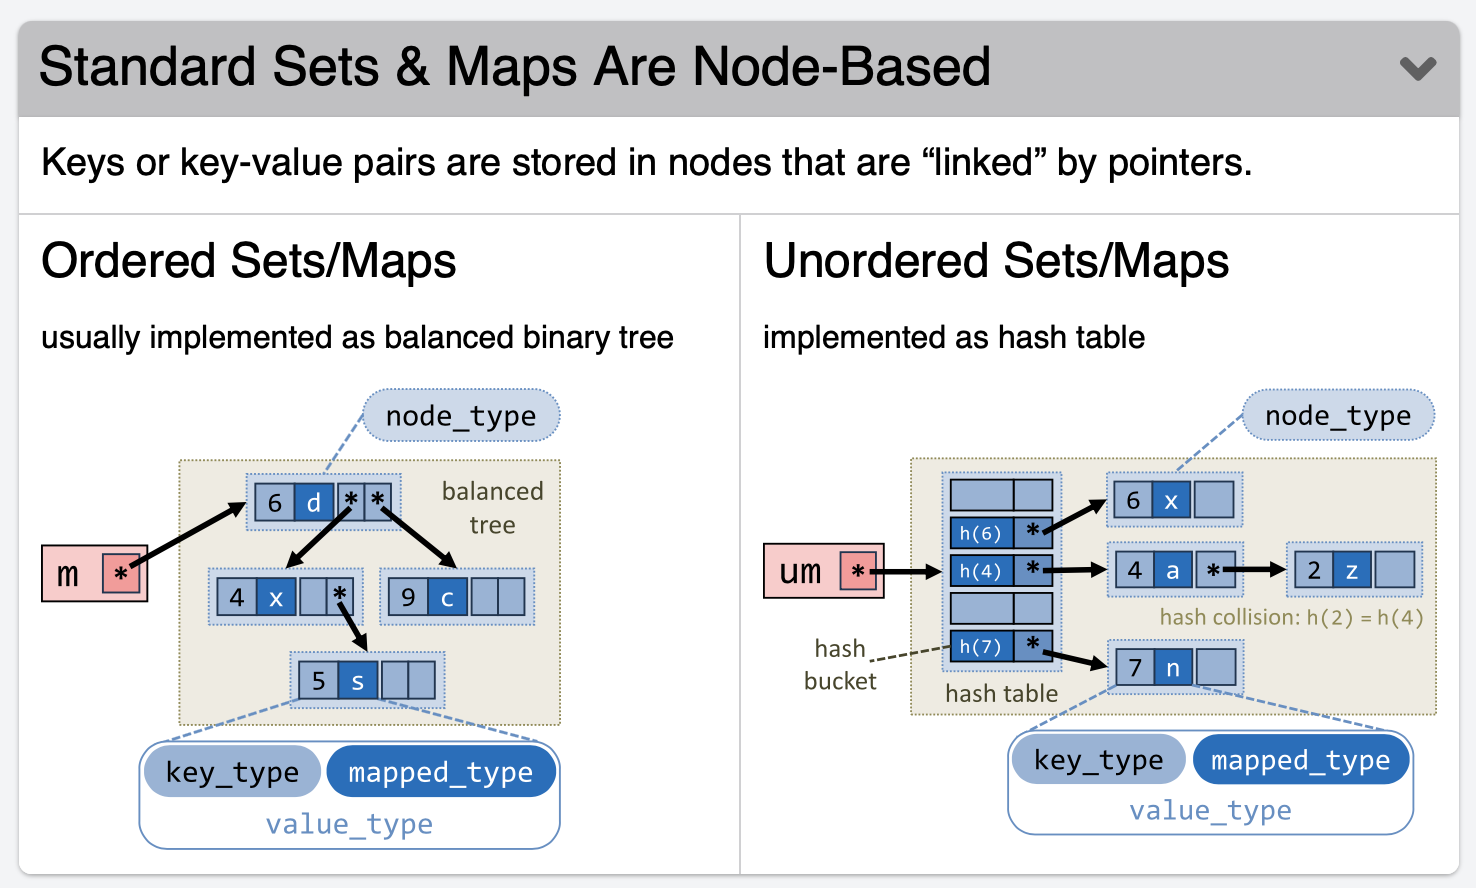 Standard Sets & Maps Are Node-Based
Keys or key-value pairs are stored in nodes that are “linked” by pointers.
Ordered Sets/Maps
usually implemented as balanced binary tree
node_type
balanced
tree
6 d * *
m *
4 x *
9 c
5 s
key_type mapped_type
value_type
Unordered Sets/Maps
implemented as hash table
node_type
h(6) *
6 x
um *
h(4) *
4 a *
2 z
hash collision: h(2) = h(4)
h(7) *
hash
bucket
7 n
hash table
key_type mapped_type
value_type